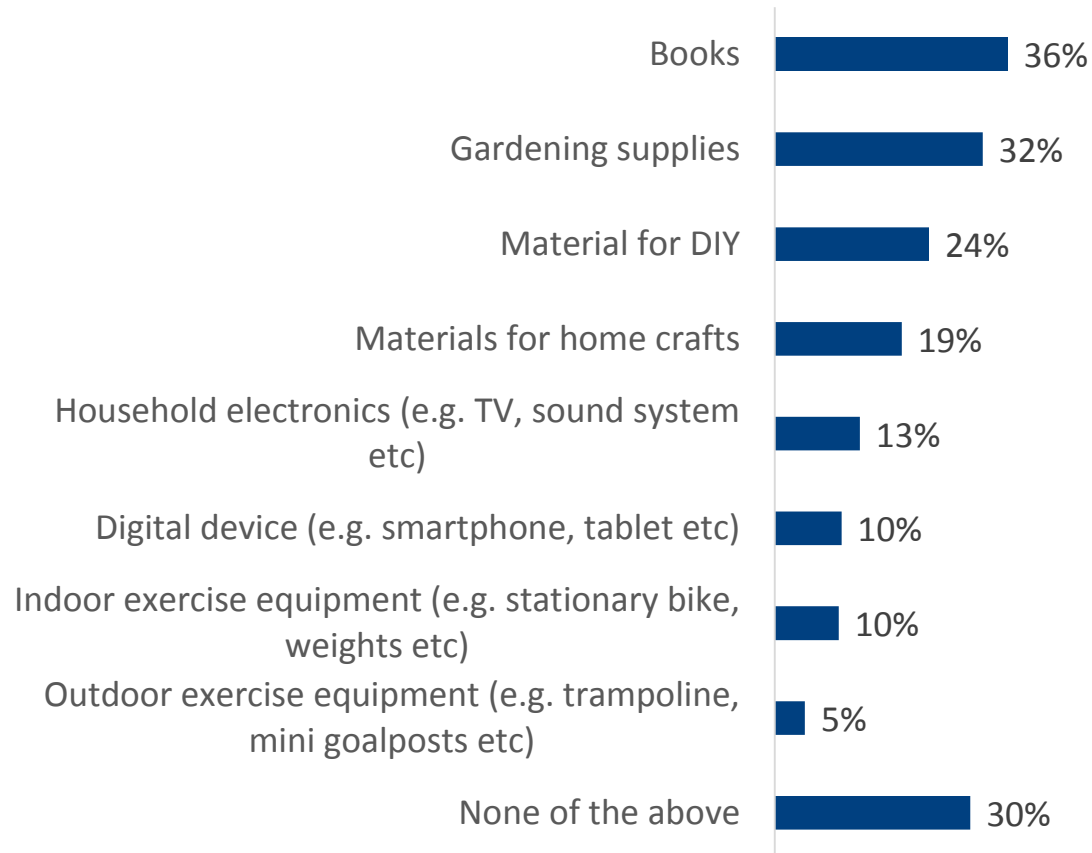 Books
36%
Gardening supplies
32%
Material for DIY
24%
Materials for home crafts
19%
Household electronics (e.g. TV, sound system
etc)
13%
Digital device (e.g. smartphone, tablet etc)
10%
Indoor exercise equipment (e.g. stationary bike,
weights etc)
10%
Outdoor exercise equipment (e.g. trampoline,
mini goalposts etc)
5%
None of the above
30%